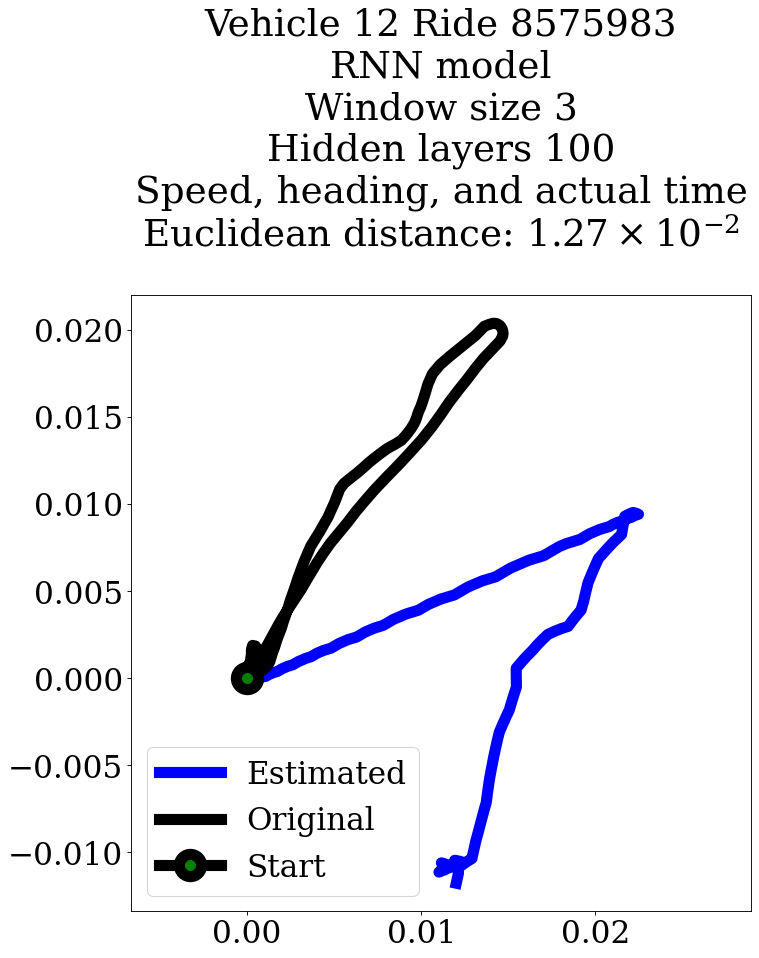 Vehicle 12 Ride 8575983
RNN model
Window size 3
Hidden layers 100
Speed, heading, and actual time
Euclidean distance: 1.27 × 10⁻²
0.020
0.015
0.010
0.005
0.000
−0.005
−0.010
Estimated
Original
Start
0.00 0.01 0.02